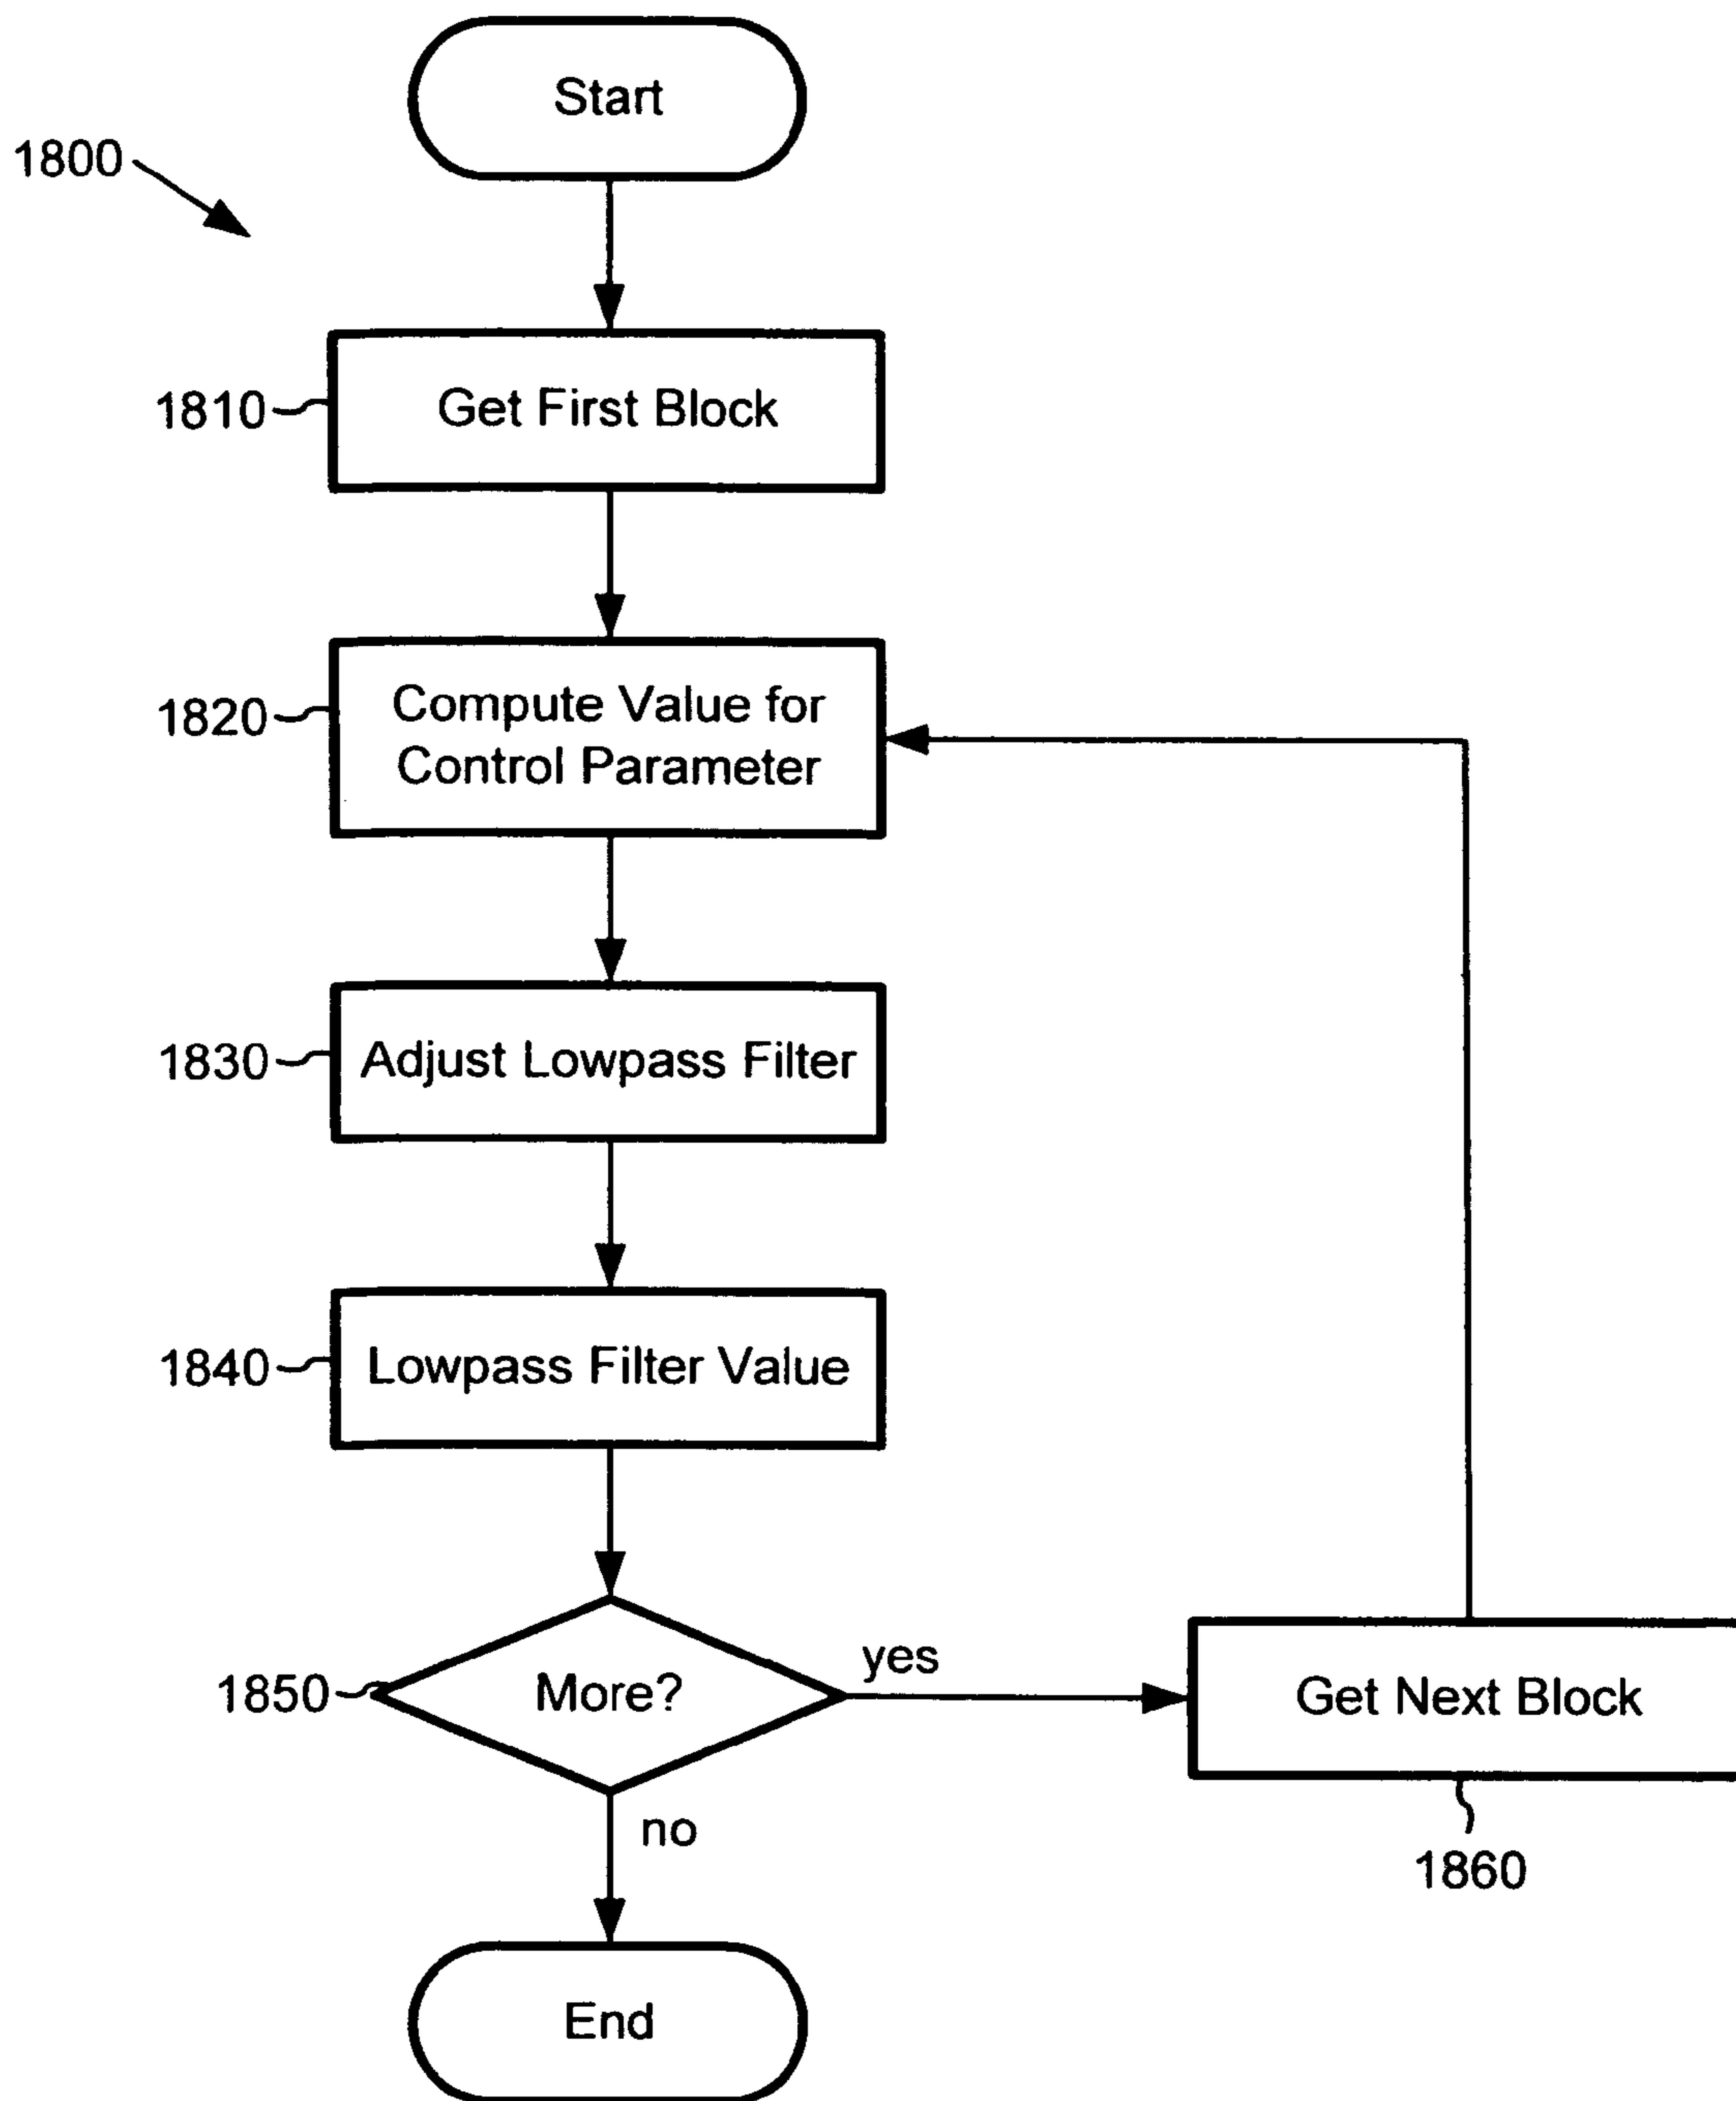 Start
1800
1810
Get First Block
1820
Compute Value for
Control Parameter
1830
Adjust Lowpass Filter
1840
Lowpass Filter Value
1850
More?
yes
Get Next Block
no
1860
End